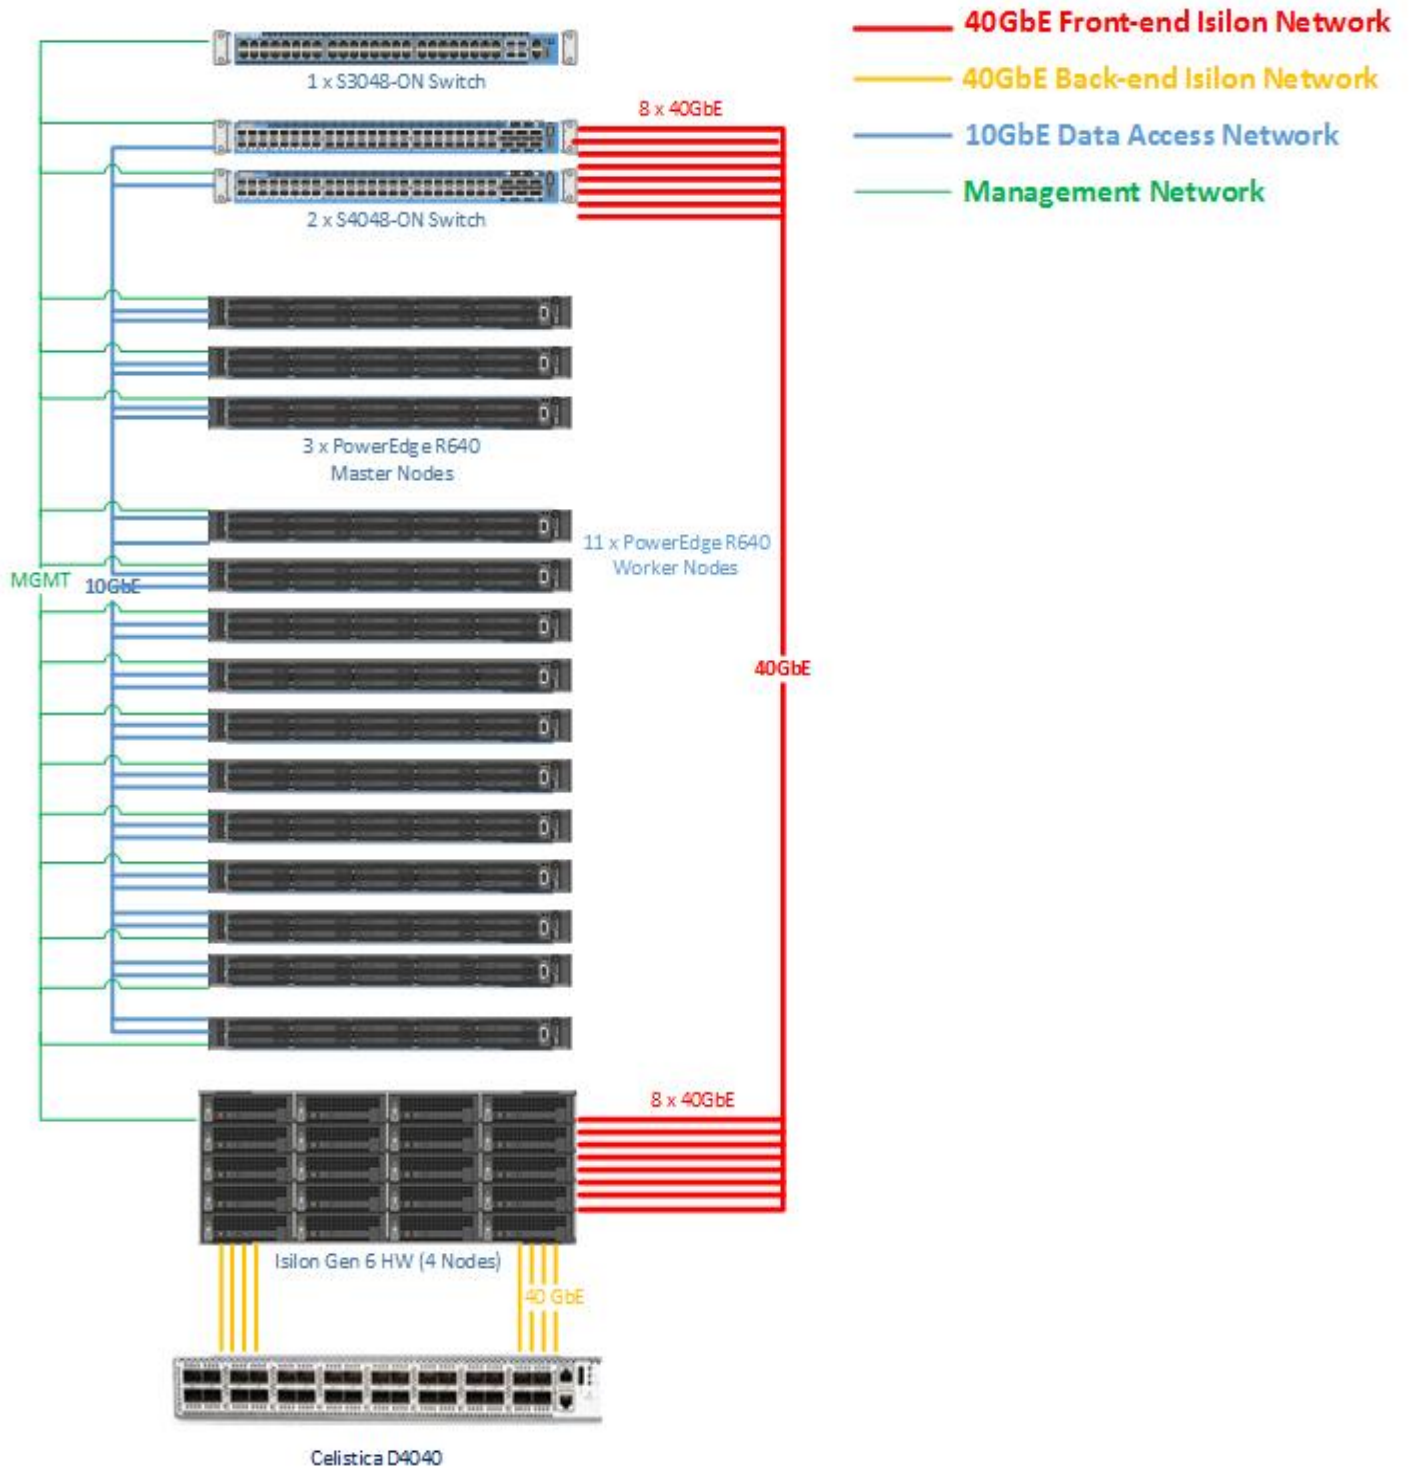 40GbE Front-end Isilon Network
40GbE Back-end Isilon Network
10GbE Data Access Network
Management Network
1 x S3048-ON Switch
8 x 40GbE
2 x S4048-ON Switch
3 x PowerEdge R640
Master Nodes
11 x PowerEdge R640
Worker Nodes
MGMT
10GbE
40GbE
8 x 40GbE
Isilon Gen 6 HW (4 Nodes)
40 GbE
Celistica D4040